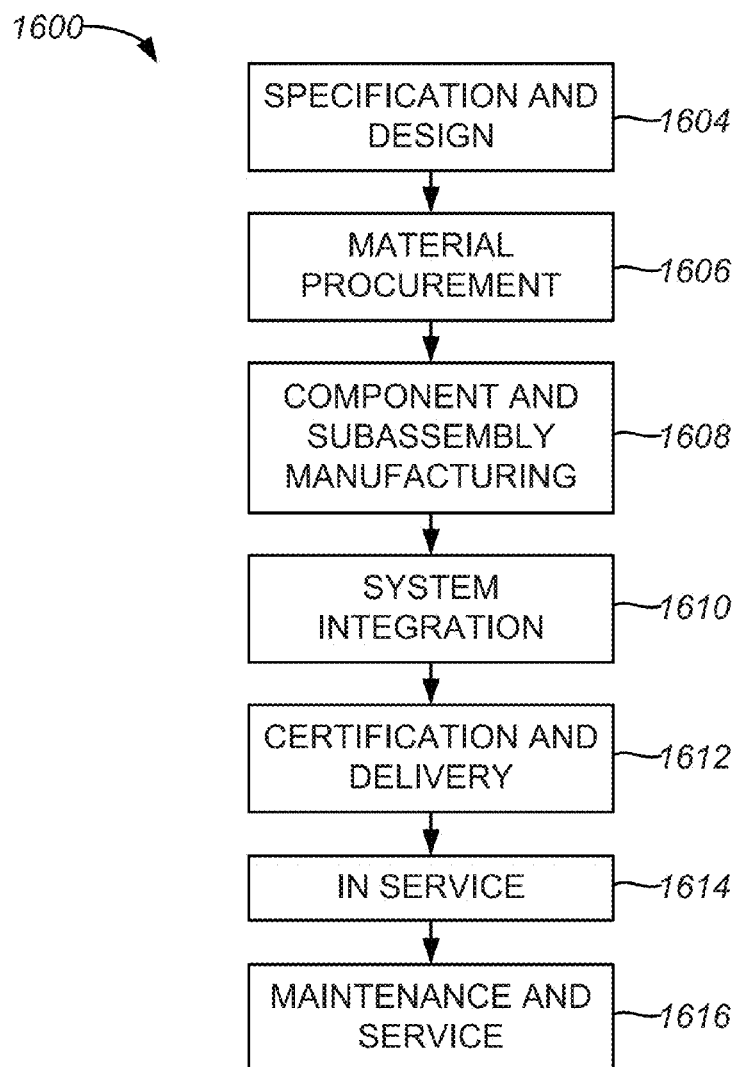 1600
SPECIFICATION AND
DESIGN
1604
MATERIAL
PROCUREMENT
1606
COMPONENT AND
SUBASSEMBLY
MANUFACTURING
1608
SYSTEM
INTEGRATION
1610
CERTIFICATION AND
DELIVERY
1612
IN SERVICE
1614
MAINTENANCE AND
SERVICE
1616